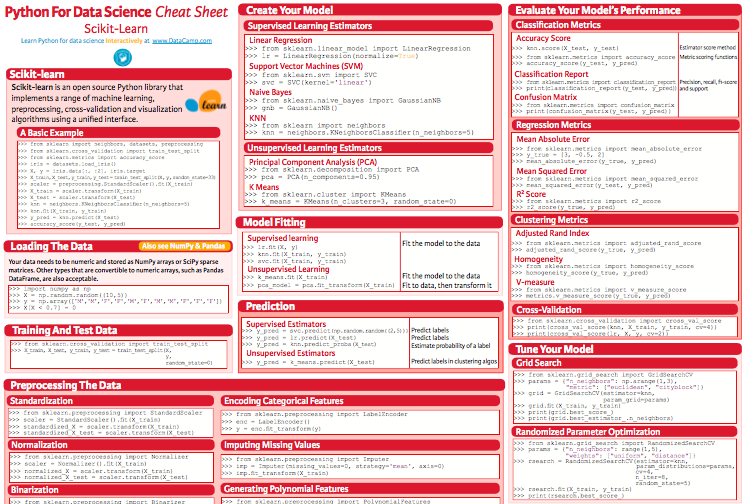 Python For Data Science Cheat Sheet
Scikit-Learn
Learn Python for data science Interactively at www.DataCamp.com
Scikit-learn
Scikit-learn is an open source Python library that
implements a range of machine learning,
preprocessing, cross-validation and visualization
algorithms using a unified interface.
learn
A Basic Example
>>> from sklearn import neighbors, datasets, preprocessing
>>> from sklearn.cross_validation import train_test_split
>>> from sklearn.metrics import accuracy_score
>>> iris = datasets.load_iris()
>>> X, y = iris.data[:, :2], iris.target
>>> X_train, X_test, y_train, y_test= train_test_split(X, y, random_state=33)
>>> scaler = preprocessing.StandardScaler().fit(X_train)
>>> X_train = scaler.transform(X_train)
>>> X_test = scaler.transform(X_test)
>>> knn = neighbors.KNeighborsClassifier(n_neighbors=5)
>>> knn.fit(X_train, y_train)
>>> y_pred = knn.predict(X_test)
>>> accuracy_score(y_test, y_pred)
Loading The Data
Also see NumPy & Pandas
Your data needs to be numeric and stored as NumPy arrays or SciPy sparse
matrices. Other types that are convertible to numeric arrays, such as Pandas
DataFrame, are also acceptable.
>>> import numpy as np
>>> X = np.random.random((10,5))
>>> y = np.array(['M','M','F','F','M','F','M','M','F','F','F'])
>>> X[X < 0.7] = 0
Training And Test Data
>>> from sklearn.cross_validation import train_test_split
>>> X_train, X_test, y_train, y_test = train_test_split(X,
y,
random_state=0)
Preprocessing The Data
Standardization
>>> from sklearn.preprocessing import StandardScaler
>>> scaler = StandardScaler().fit(X_train)
>>> standardized_X = scaler.transform(X_train)
>>> standardized_X_test = scaler.transform(X_test)
Normalization
>>> from sklearn.preprocessing import Normalizer
>>> scaler = Normalizer().fit(X_train)
>>> normalized_X = scaler.transform(X_train)
>>> normalized_X_test = scaler.transform(X_test)
Binarization
>>> from sklearn.preprocessing import Binarizer
Encoding Categorical Features
>>> from sklearn.preprocessing import LabelEncoder
>>> enc = LabelEncoder()
>>> y = enc.fit_transform(y)
Imputing Missing Values
>>> from sklearn.preprocessing import Imputer
>>> imp = Imputer(missing_values=0, strategy='mean', axis=0)
>>> imp.fit_transform(X_train)
Generating Polynomial Features
>>> from sklearn.preprocessing import PolynomialFeatures
Create Your Model
Supervised Learning Estimators
Linear Regression
>>> from sklearn.linear_model import LinearRegression
>>> lr = LinearRegression(normalize=True)
Support Vector Machines (SVM)
>>> from sklearn.svm import SVC
>>> svc = SVC(kernel='linear')
Naive Bayes
>>> from sklearn.naive_bayes import GaussianNB
>>> gnb = GaussianNB()
KNN
>>> from sklearn import neighbors
>>> knn = neighbors.KNeighborsClassifier(n_neighbors=5)
Unsupervised Learning Estimators
Principal Component Analysis (PCA)
>>> from sklearn.decomposition import PCA
>>> pca = PCA(n_components=0.95)
K Means
>>> from sklearn.cluster import KMeans
>>> k_means = KMeans(n_clusters=3, random_state=0)
Model Fitting
Supervised learning
>>> lr.fit(X, y)
Fit the model to the data
>>> knn.fit(X_train, y_train)
>>> svc.fit(X_train, y_train)
Unsupervised Learning
>>> k_means.fit(X_train)
Fit the model to the data
>>> pca_model = pca.fit_transform(X_train)
Fit to data, then transform it
Prediction
Supervised Estimators
>>> y_pred = svc.predict(np.random.random((2,5)))
Predict labels
>>> y_pred = lr.predict(X_test)
Predict labels
>>> y_pred = knn.predict_proba(X_test)
Estimate probability of a label
Unsupervised Estimators
>>> y_pred = k_means.predict(X_test)
Predict labels in clustering algos
Evaluate Your Model's Performance
Classification Metrics
Accuracy Score
>>> knn.score(X_test, y_test)
Estimator score method
>>> from sklearn.metrics import accuracy_score
Metric scoring functions
>>> accuracy_score(y_test, y_pred)
Classification Report
>>> from sklearn.metrics import classification_report
Precision, recall, f1-score
>>> print(classification_report(y_test, y_pred))
and support
Confusion Matrix
>>> from sklearn.metrics import confusion_matrix
>>> print(confusion_matrix(y_test, y_pred))
Regression Metrics
Mean Absolute Error
>>> from sklearn.metrics import mean_absolute_error
>>> y_true = [3, -0.5, 2]
>>> mean_absolute_error(y_true, y_pred)
Mean Squared Error
>>> from sklearn.metrics import mean_squared_error
>>> mean_squared_error(y_test, y_pred)
R² Score
>>> from sklearn.metrics import r2_score
>>> r2_score(y_true, y_pred)
Clustering Metrics
Adjusted Rand Index
>>> from sklearn.metrics import adjusted_rand_score
>>> adjusted_rand_score(y_true, y_pred)
Homogeneity
>>> from sklearn.metrics import homogeneity_score
>>> homogeneity_score(y_true, y_pred)
V-measure
>>> from sklearn.metrics import v_measure_score
>>> metrics.v_measure_score(y_true, y_pred)
Cross-Validation
>>> from sklearn.cross_validation import cross_val_score
>>> print(cross_val_score(knn, X_train, y_train, cv=4))
>>> print(cross_val_score(lr, X, y, cv=2))
Tune Your Model
Grid Search
>>> from sklearn.grid_search import GridSearchCV
>>> params = {"n_neighbors": np.arange(1,3),
"metric": ["euclidean", "cityblock"]}
>>> grid = GridSearchCV(estimator=knn,
param_grid=params)
>>> grid.fit(X_train, y_train)
>>> print(grid.best_score_)
>>> print(grid.best_estimator_.n_neighbors)
Randomized Parameter Optimization
>>> from sklearn.grid_search import RandomizedSearchCV
>>> params = {"n_neighbors": range(1,5),
"weights": ["uniform", "distance"]}
>>> rsearch = RandomizedSearchCV(estimator=knn,
param_distributions=params,
cv=4,
n_iter=8,
random_state=5)
>>> rsearch.fit(X_train, y_train)
>>> print(rsearch.best_score_)